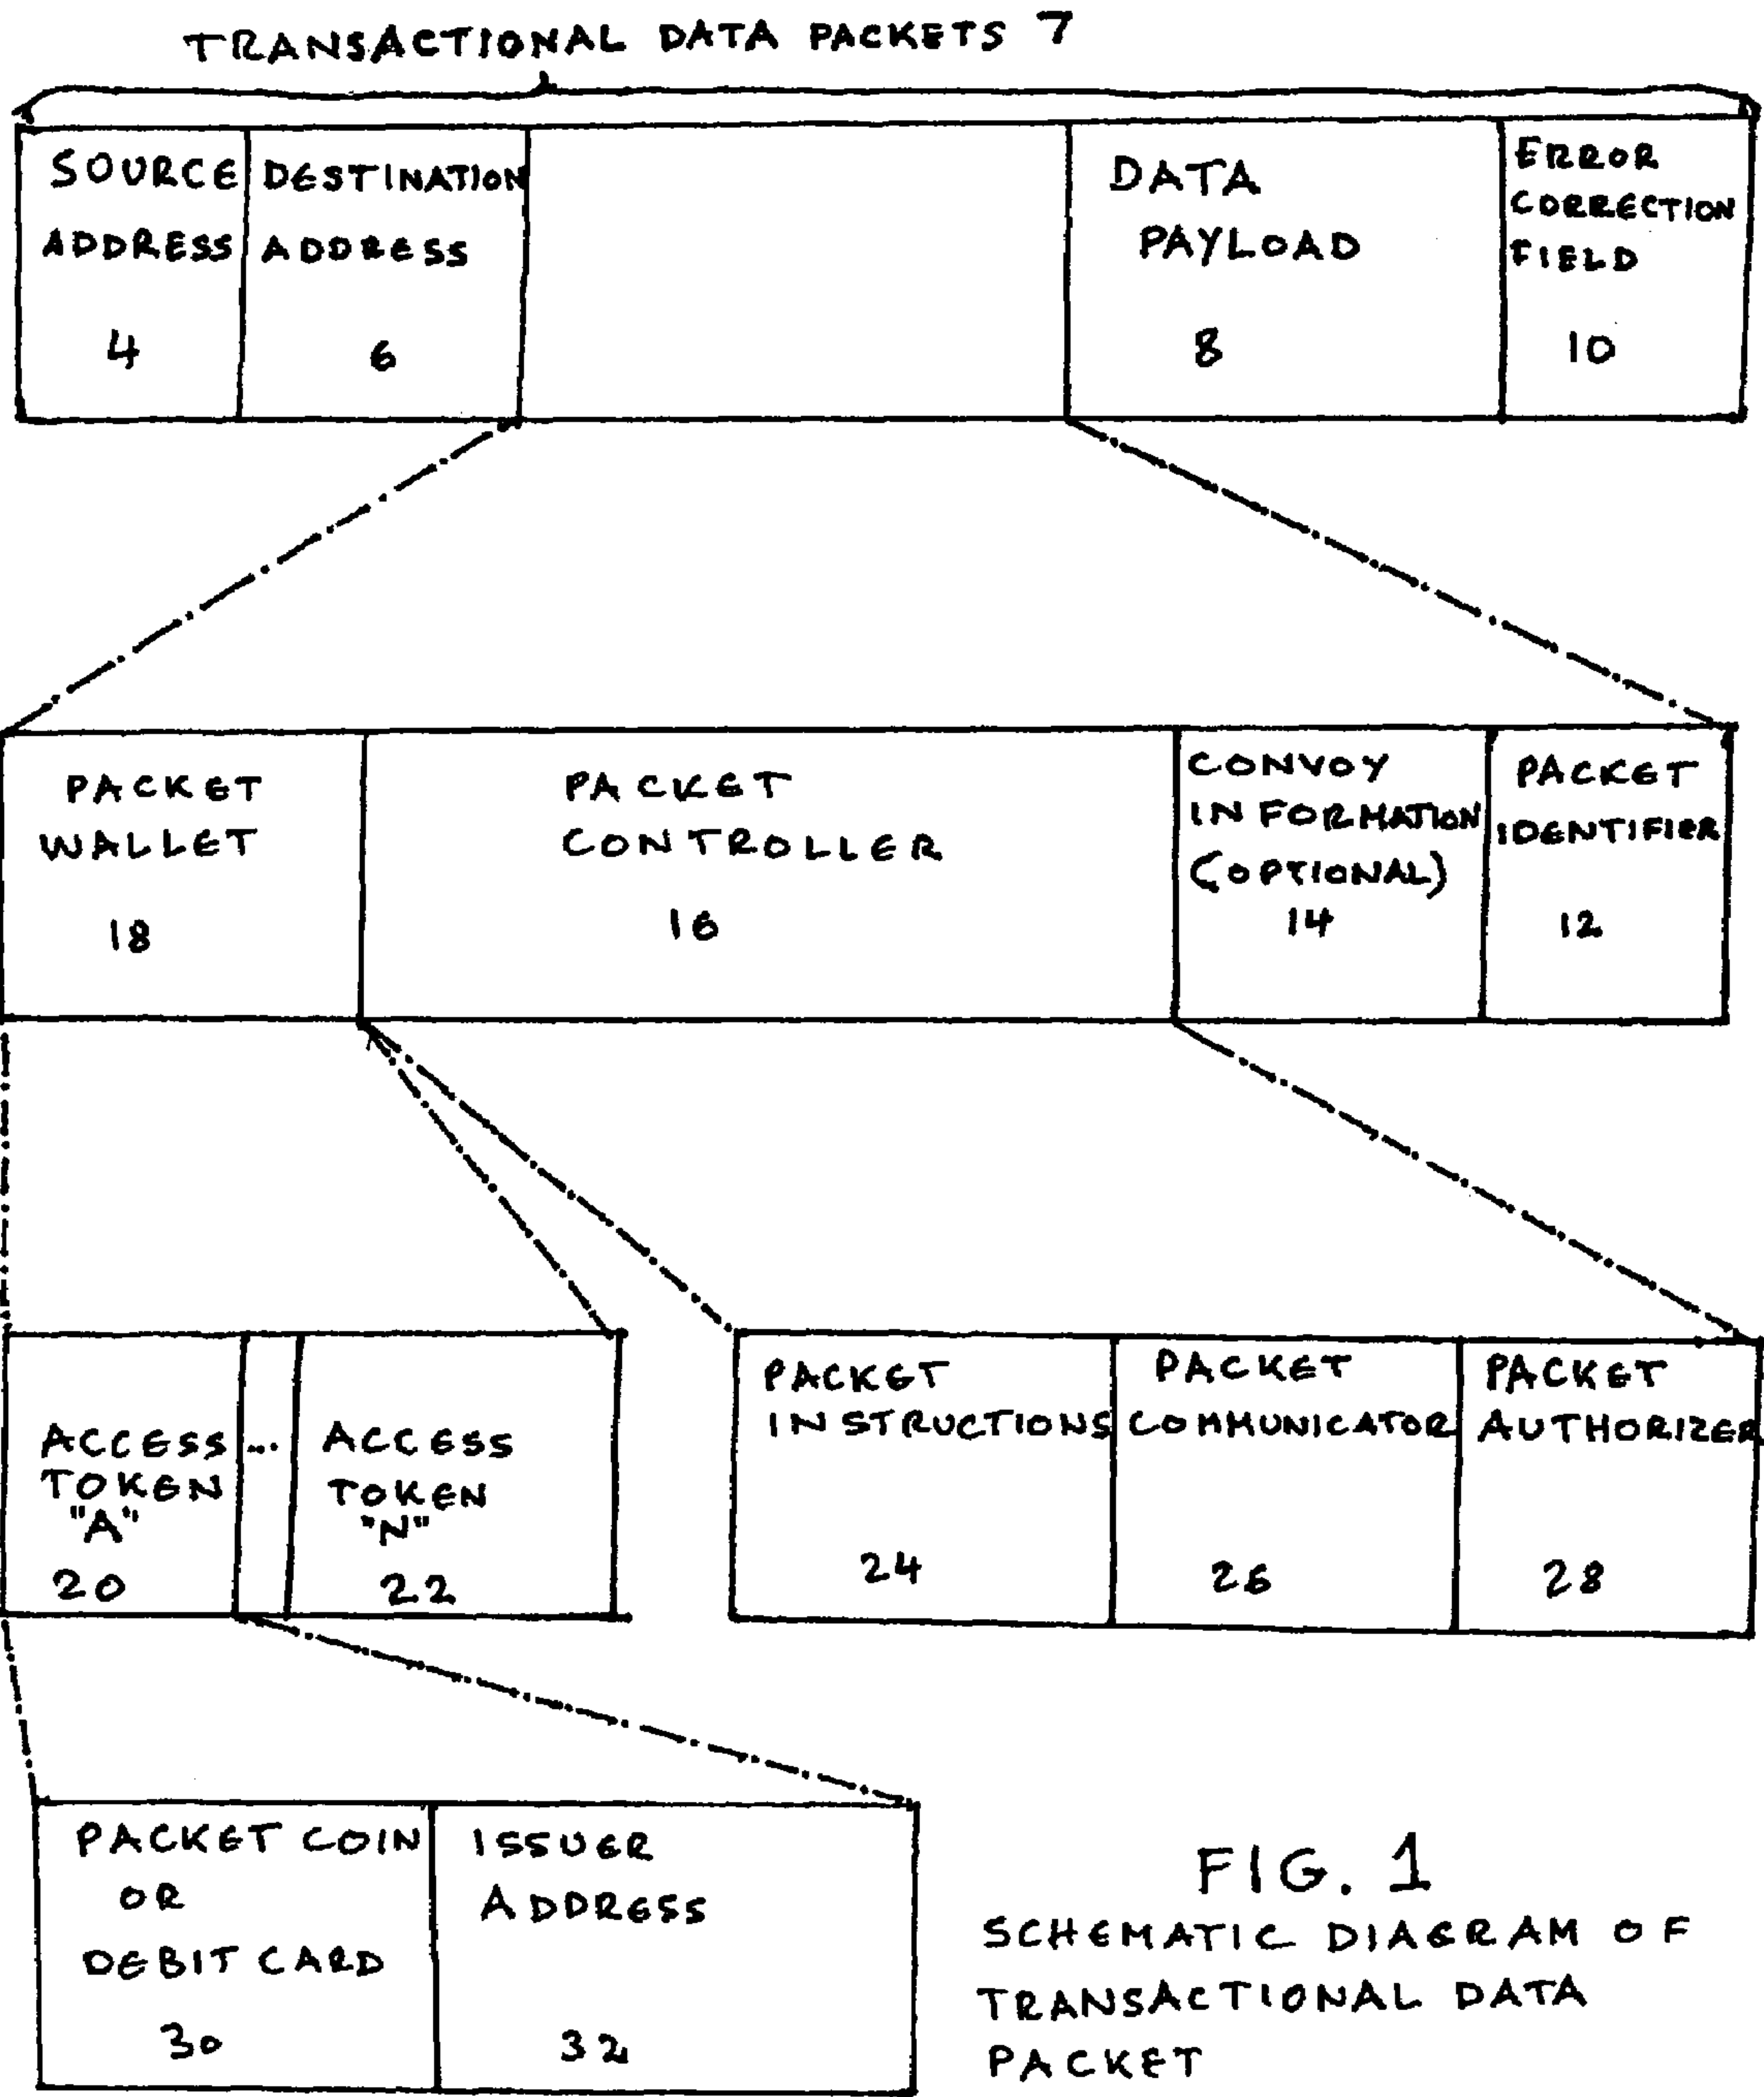 TRANSACTIONAL DATA PACKETS 7
SOURCE
ADDRESS
4
DESTINATION
ADDRESS
6
DATA
PAYLOAD
8
ERROR
CORRECTION
FIELD
10
PACKET
WALLET
18
PACKET
CONTROLLER
16
CONVOY
INFORMATION
(OPTIONAL)
14
PACKET
IDENTIFIER
12
ACCESS
TOKEN
"A"
20
...
ACCESS
TOKEN
"N"
22
PACKET
INSTRUCTIONS
24
PACKET
COMMUNICATOR
26
PACKET
AUTHORIZER
28
PACKET COIN
OR
DEBIT CARD
30
ISSUER
ADDRESS
32
FIG. 1
SCHEMATIC DIAGRAM OF
TRANSACTIONAL DATA
PACKET